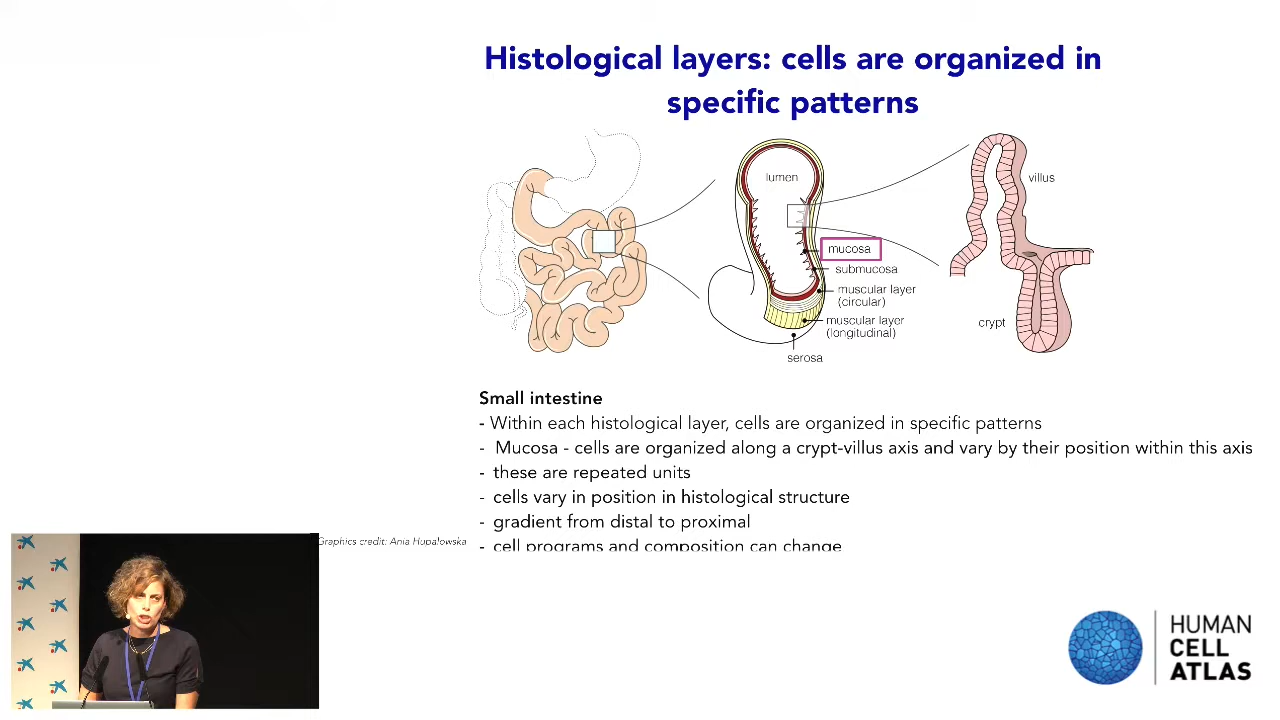 Histological layers: cells are organized in
specific patterns
lumen
villus
mucosa
submucosa
muscular layer
(circular)
muscular layer
(longitudinal)
crypt
serosa
Small intestine
- Within each histological layer, cells are organized in specific patterns
- Mucosa - cells are organized along a crypt-villus axis and vary by their position within this axis
- these are repeated units
- cells vary in position in histological structure
- gradient from distal to proximal
- cell programs and composition can change
Graphics credit: Ania Hupalowska
HUMAN
CELL
ATLAS